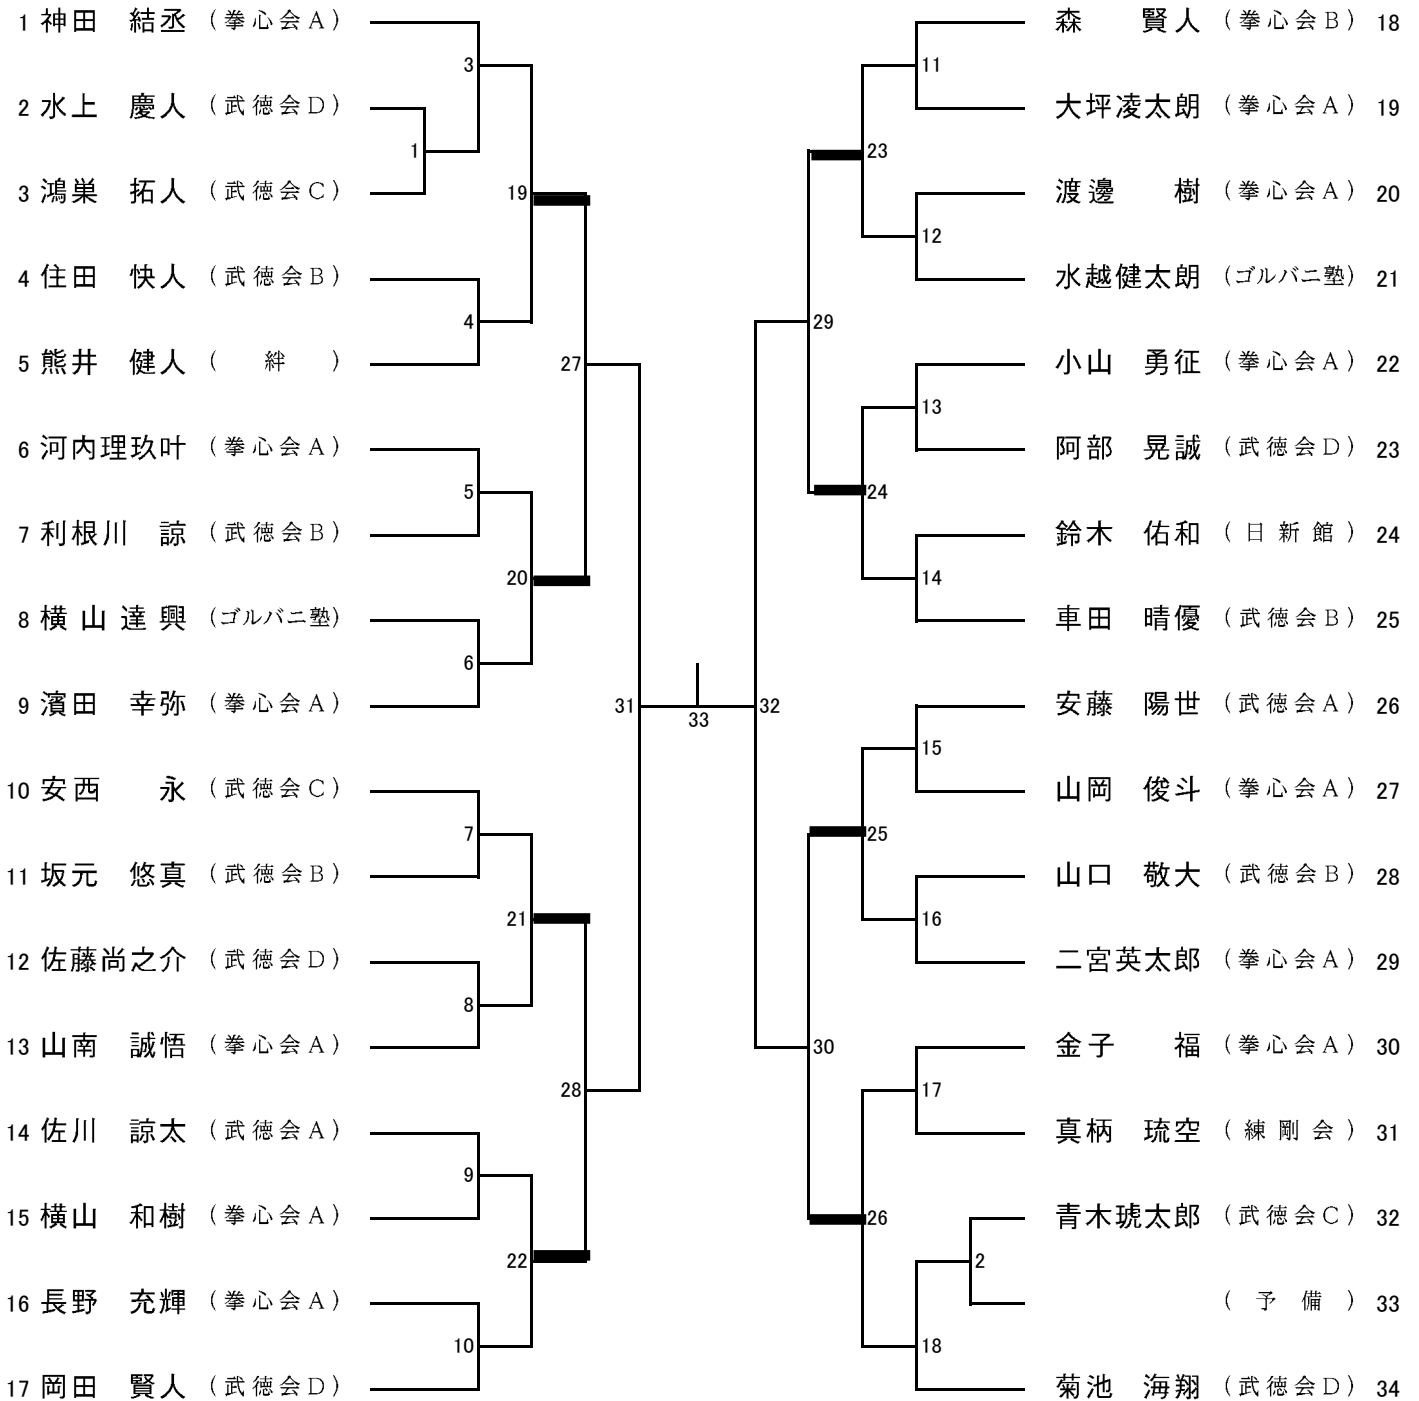 1 神田　結丞 （拳心会A）
2 水上　慶人 （武徳会D）
3 鴻巣　拓人 （武徳会C）
4 住田　快人 （武徳会B）
5 熊井　健人 （　絆　）
6 河内理玖叶 （拳心会A）
7 利根川　諒 （武徳会B）
8 横山達興 （ゴルバニ塾）
9 濱田　幸弥 （拳心会A）
10 安西　　永 （武徳会C）
11 坂元　悠真 （武徳会B）
12 佐藤尚之介 （武徳会D）
13 山南　誠悟 （拳心会A）
14 佐川　諒太 （武徳会A）
15 横山　和樹 （拳心会A）
16 長野　充輝 （拳心会A）
17 岡田　賢人 （武徳会D）
3
1
19
4
27
5
20
6
31
7
21
8
28
9
22
10
33
32
11
23
12
29
13
24
14
15
25
16
30
17
26
2
18
森　　賢人 （拳心会B） 18
大坪凌太朗 （拳心会A） 19
渡邊　　樹 （拳心会A） 20
水越健太朗 （ゴルバニ塾） 21
小山　勇征 （拳心会A） 22
阿部　晃誠 （武徳会D） 23
鈴木　佑和 （日新館） 24
車田　晴優 （武徳会B） 25
安藤　陽世 （武徳会A） 26
山岡　俊斗 （拳心会A） 27
山口　敬大 （武徳会B） 28
二宮英太郎 （拳心会A） 29
金子　　福 （拳心会A） 30
真柄　琉空 （練剛会） 31
青木琥太郎 （武徳会C） 32
（予備） 33
菊池　海翔 （武徳会D） 34